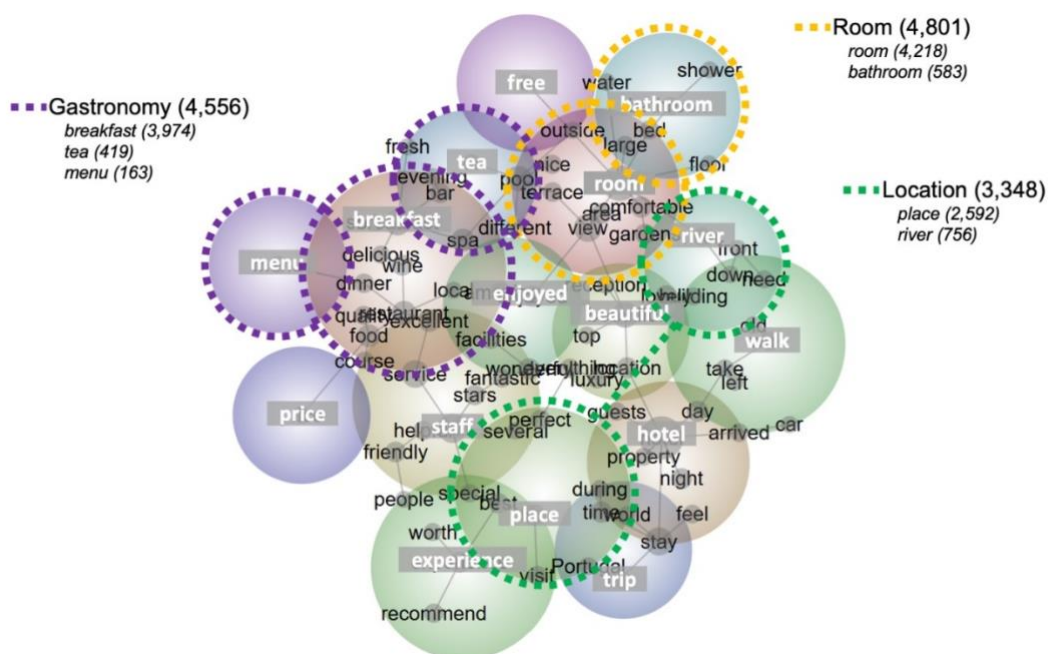 Room (4,801)
room (4,218)
bathroom (583)
Gastronomy (4,556)
breakfast (3,974)
tea (419)
menu (163)
Location (3,348)
place (2,592)
river (756)
free
water
shower
bathroom
outside
bed
large
fresh
tea
nice
floor
evening
pool
room
bar
terrace
comfortable
breakfast
area
different
view
garden
river
spa
front
delicious
wine
menu
down
need
dinner
local
enjoyed
reception
beautiful
quality
restaurant
excellent
old
food
facilities
top
walk
course
wonderful
everything
location
take
service
fantastic
luxury
left
stars
price
guests
day
perfect
staff
several
hotel
arrived
car
friendly
property
night
people
special
best
during
time
world
feel
place
worth
stay
experience
visit
Portugal
trip
recommend